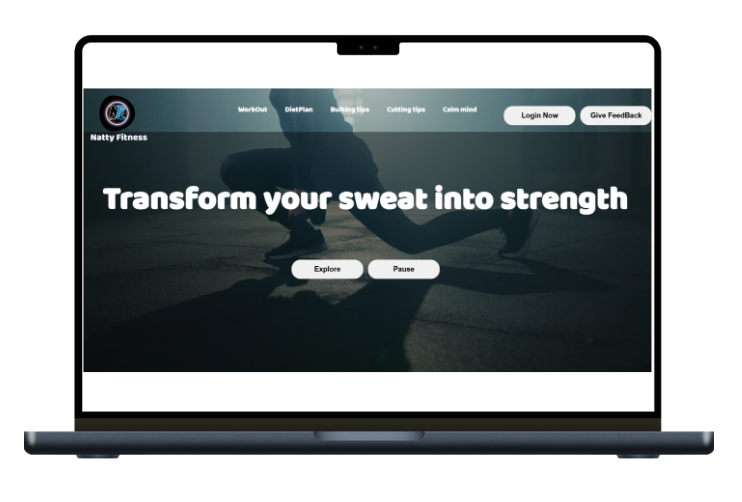 WorkOut DietPlan Bulking tips Cutting tips Calm mind Login Now Give FeedBack
Natty Fitness
Transform your sweat into strength
Explore Pause